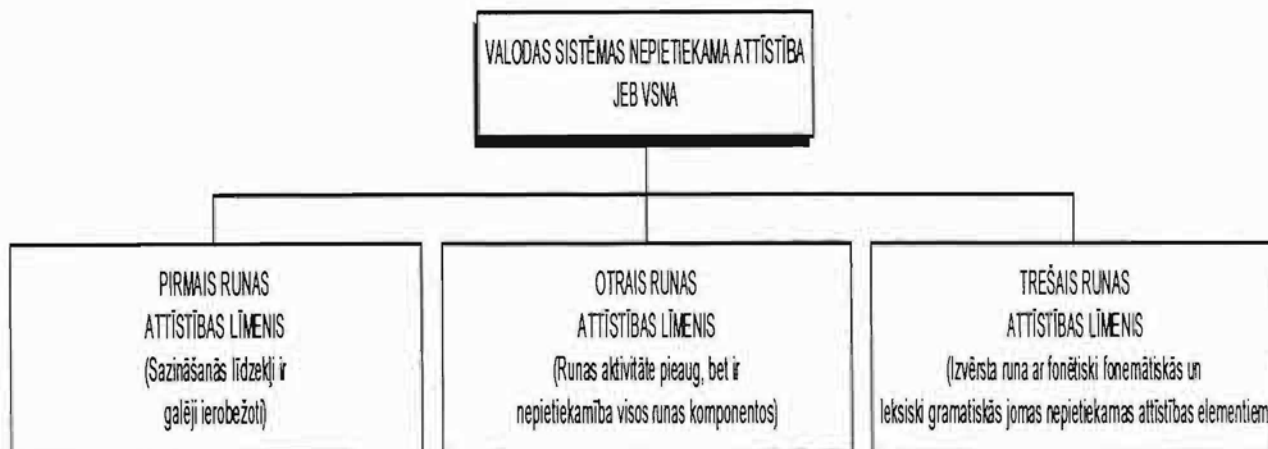 VALODAS SISTĒMAS NEPIETIEKAMA ATTĪSTĪBA
JEB VSNA
PIRMAIS RUNAS
ATTĪSTĪBAS LĪMENIS
(Sazināšanās līdzekļi ir
galēji ierobežoti)
OTRAIS RUNAS
ATTĪSTĪBAS LĪMENIS
(Runas aktivitāte pieaug, bet ir
nepietiekamība visos runas komponentos)
TREŠAIS RUNAS
ATTĪSTĪBAS LĪMENIS
(Izvērsta runa ar fonētiski fonemātiskās un
leksiski gramatiskās jomas nepietiekamas attīstības elementiem